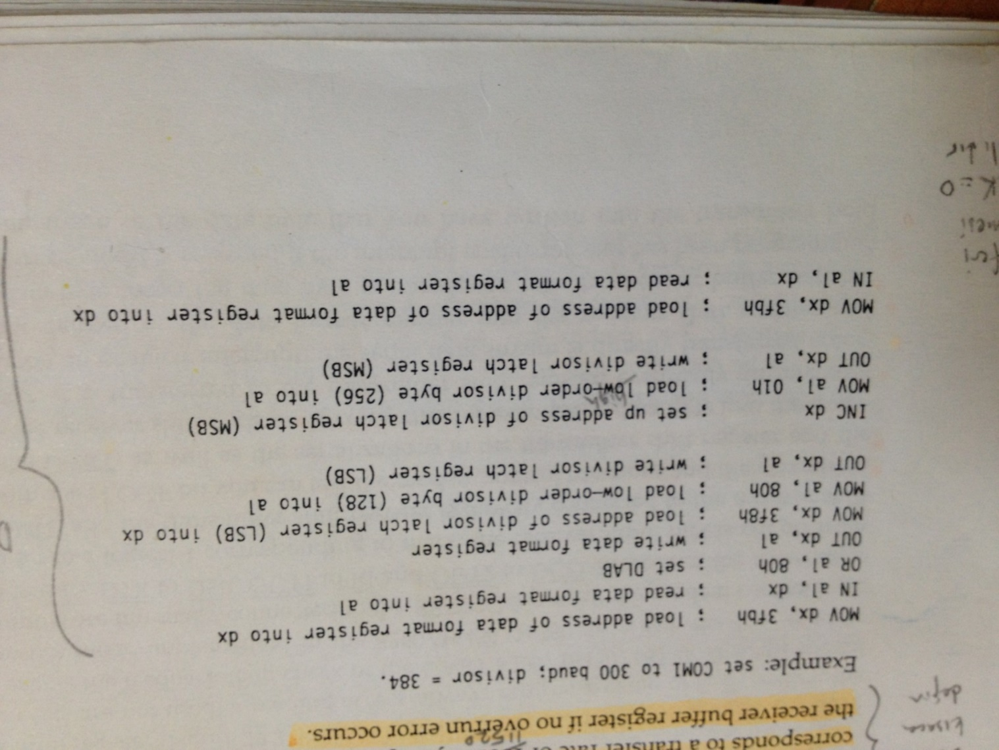 corresponds to a transfer rate of
11520
the receiver buffer register if no overrun error occurs.
Example: set COM1 to 300 baud; divisor = 384.
MOV dx, 3fbh ; load address of data format register into dx
IN al, dx ; read data format register into al
OR al, 80h ; set DLAB
OUT dx, al ; write data format register
MOV dx, 3f8h ; load address of divisor latch register (LSB) into dx
MOV al, 80h ; load low-order divisor byte (128) into al
OUT dx, al ; write divisor latch register (LSB)
INC dx ; set up address of divisor latch register (MSB)
high
MOV al, 01h ; load low-order divisor byte (256) into al
OUT dx, al ; write divisor latch register (MSB)
MOV dx, 3fbh ; load address of address of data format register into dx
IN al, dx ; read data format register into al
K=0